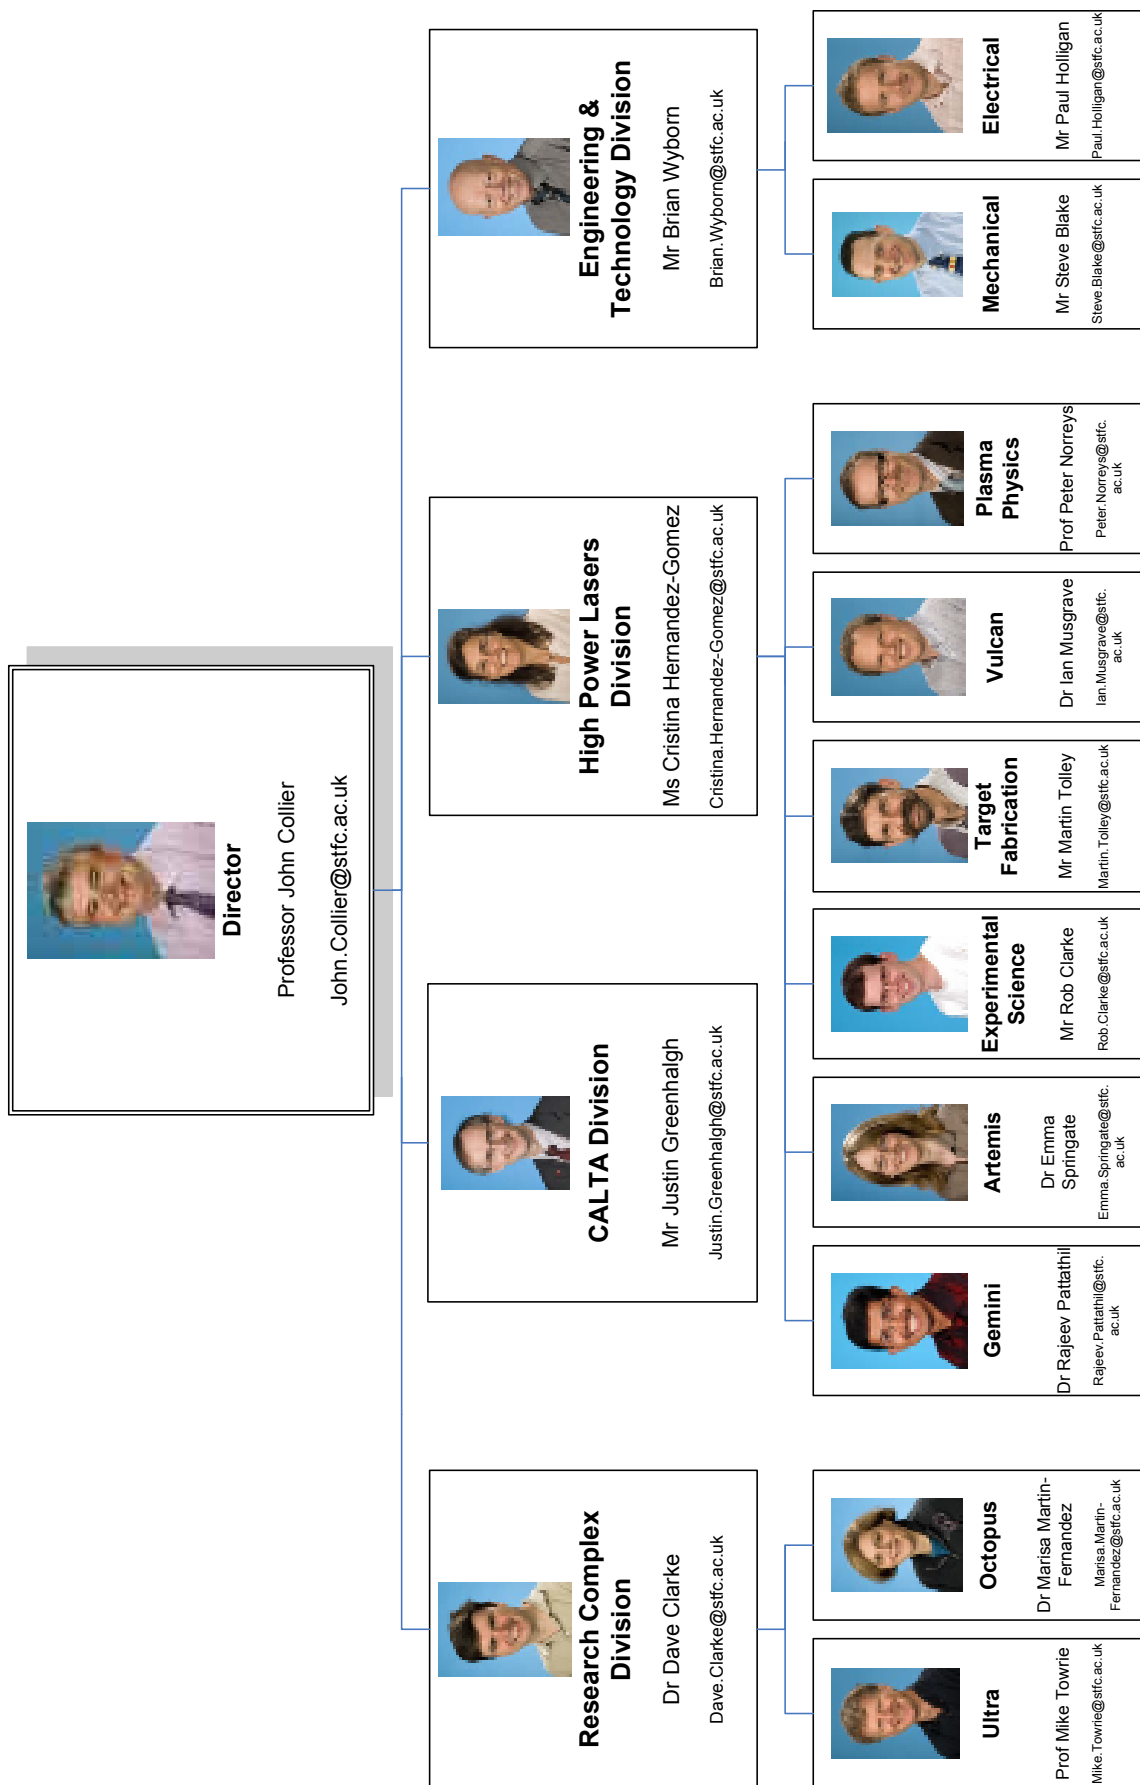 Director
Professor John Collier
John.Collier@stfc.ac.uk
Research Complex
Division
Dr Dave Clarke
Dave.Clarke@stfc.ac.uk
CALTA Division
Mr Justin Greenhalgh
Justin.Greenhalgh@stfc.ac.uk
High Power Lasers
Division
Ms Cristina Hernandez-Gomez
Cristina.Hernandez-Gomez@stfc.ac.uk
Engineering &
Technology Division
Mr Brian Wyborn
Brian.Wyborn@stfc.ac.uk
Ultra
Prof Mike Towrie
Mike.Towrie@stfc.ac.uk
Octopus
Dr Marisa Martin-
Fernandez
Marisa.Martin-
Fernandez@stfc.ac.uk
Gemini
Dr Rajeev Pattathil
Rajeev.Pattathil@stfc.
ac.uk
Artemis
Dr Emma
Springate
Emma.Springate@stfc.
ac.uk
Experimental
Science
Mr Rob Clarke
Rob.Clarke@stfc.ac.uk
Target
Fabrication
Mr Martin Tolley
Martin.Tolley@stfc.ac.uk
Vulcan
Dr Ian Musgrave
Ian.Musgrave@stfc.
ac.uk
Plasma
Physics
Prof Peter Norreys
Peter.Norreys@stfc.
ac.uk
Mechanical
Mr Steve Blake
Steve.Blake@stfc.ac.uk
Electrical
Mr Paul Holligan
Paul.Holligan@stfc.ac.uk